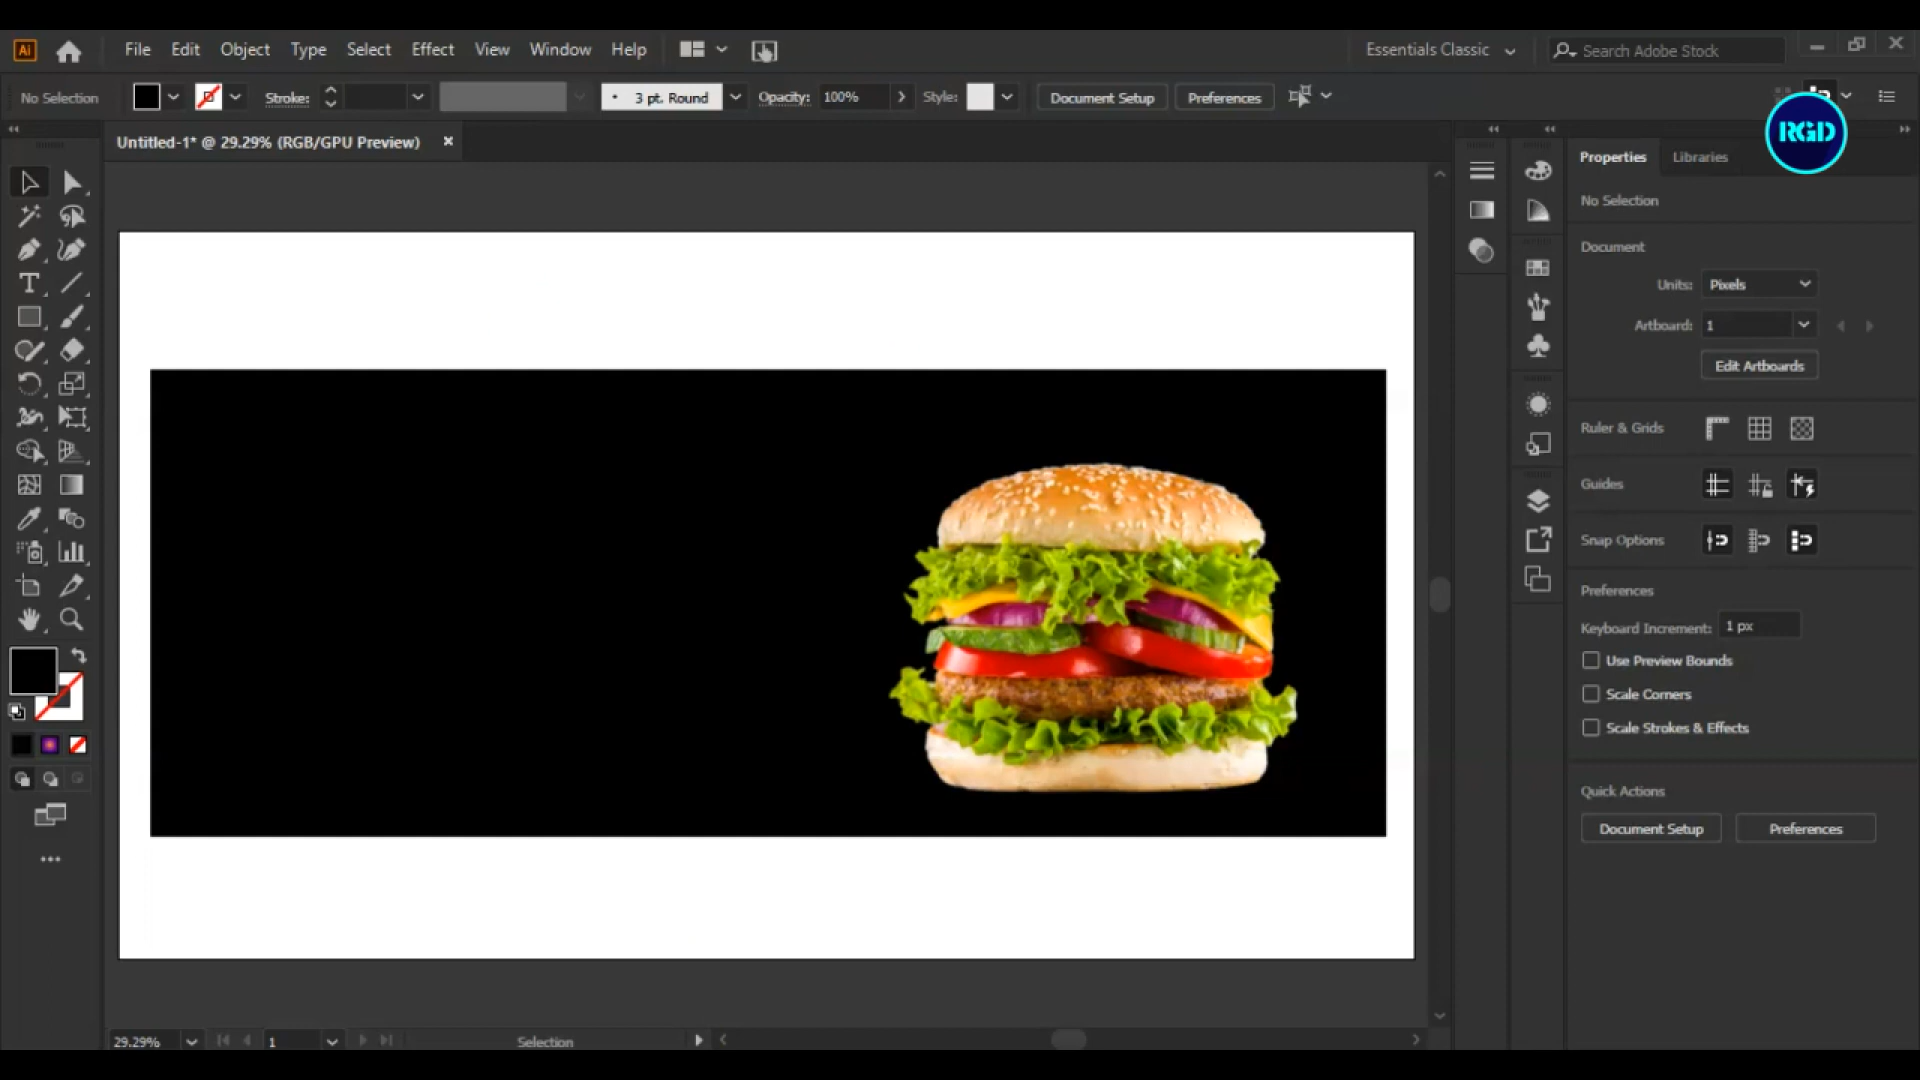 Ai File Edit Object Type Select Effect View Window Help Essentials Classic Search Adobe Stock
No Selection Stroke: 3 pt. Round Opacity: 100% Style: Document Setup Preferences
Untitled-1* @ 29.29% (RGB/GPU Preview) ×
RGD
Properties Libraries
No Selection
Document
Units: Pixels
Artboard: 1
Edit Artboards
Ruler & Grids
Guides
Snap Options
Preferences
Keyboard Increment: 1 px
Use Preview Bounds
Scale Corners
Scale Strokes & Effects
Quick Actions
Document Setup Preferences
29.29% 1 Selection